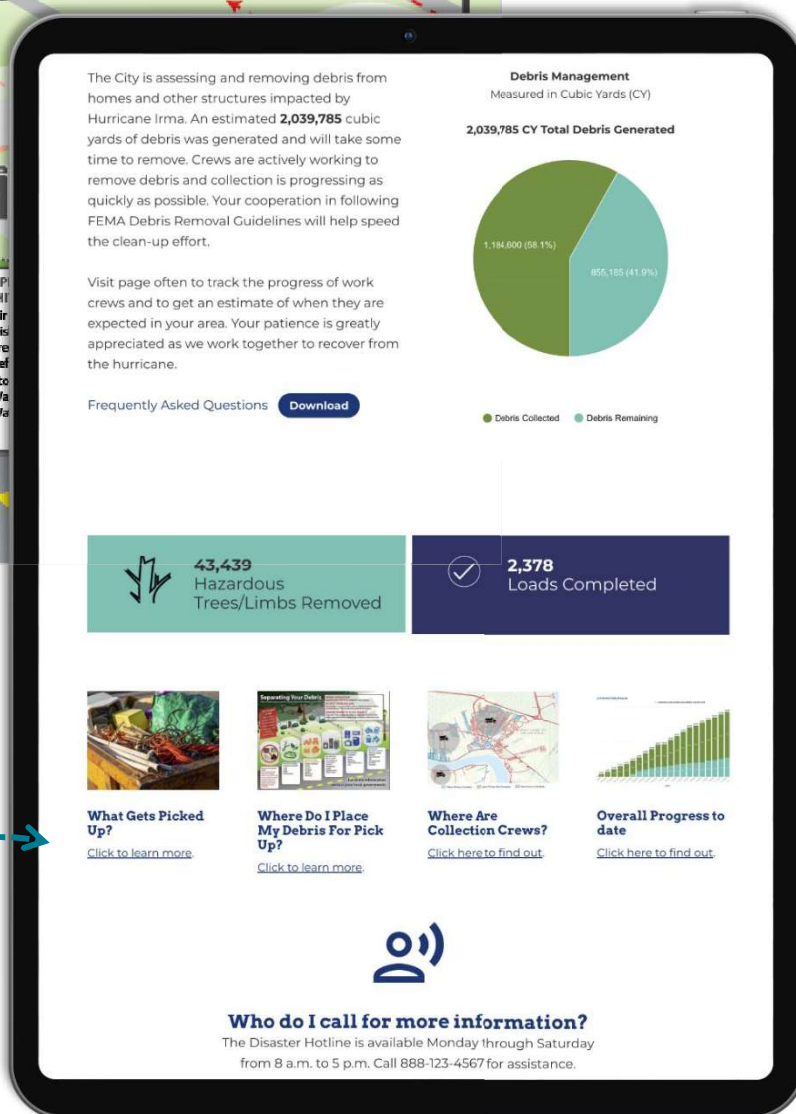 The City is assessing and removing debris from
homes and other structures impacted by
Hurricane Irma. An estimated 2,039,785 cubic
yards of debris was generated and will take some
time to remove. Crews are actively working to
remove debris and collection is progressing as
quickly as possible. Your cooperation in following
FEMA Debris Removal Guidelines will help speed
the clean-up effort.
Visit page often to track the progress of work
crews and to get an estimate of when they are
expected in your area. Your patience is greatly
appreciated as we work together to recover from
the hurricane.
Frequently Asked Questions Download
Debris Management
Measured in Cubic Yards (CY)
2,039,785 CY Total Debris Generated
1,184,600 (58.1%)
855,185 (41.9%)
Debris Collected Debris Remaining
43,439
Hazardous
Trees/Limbs Removed
2,378
Loads Completed
Separating Your Debris
What Gets Picked
Up?
Click to learn more.
Where Do I Place
My Debris For Pick
Up?
Click to learn more.
Where Are
Collection Crews?
Click here to find out.
Overall Progress to
date
Click here to find out.
Who do I call for more information?
The Disaster Hotline is available Monday through Saturday
from 8 a.m. to 5 p.m. Call 888-123-4567 for assistance.